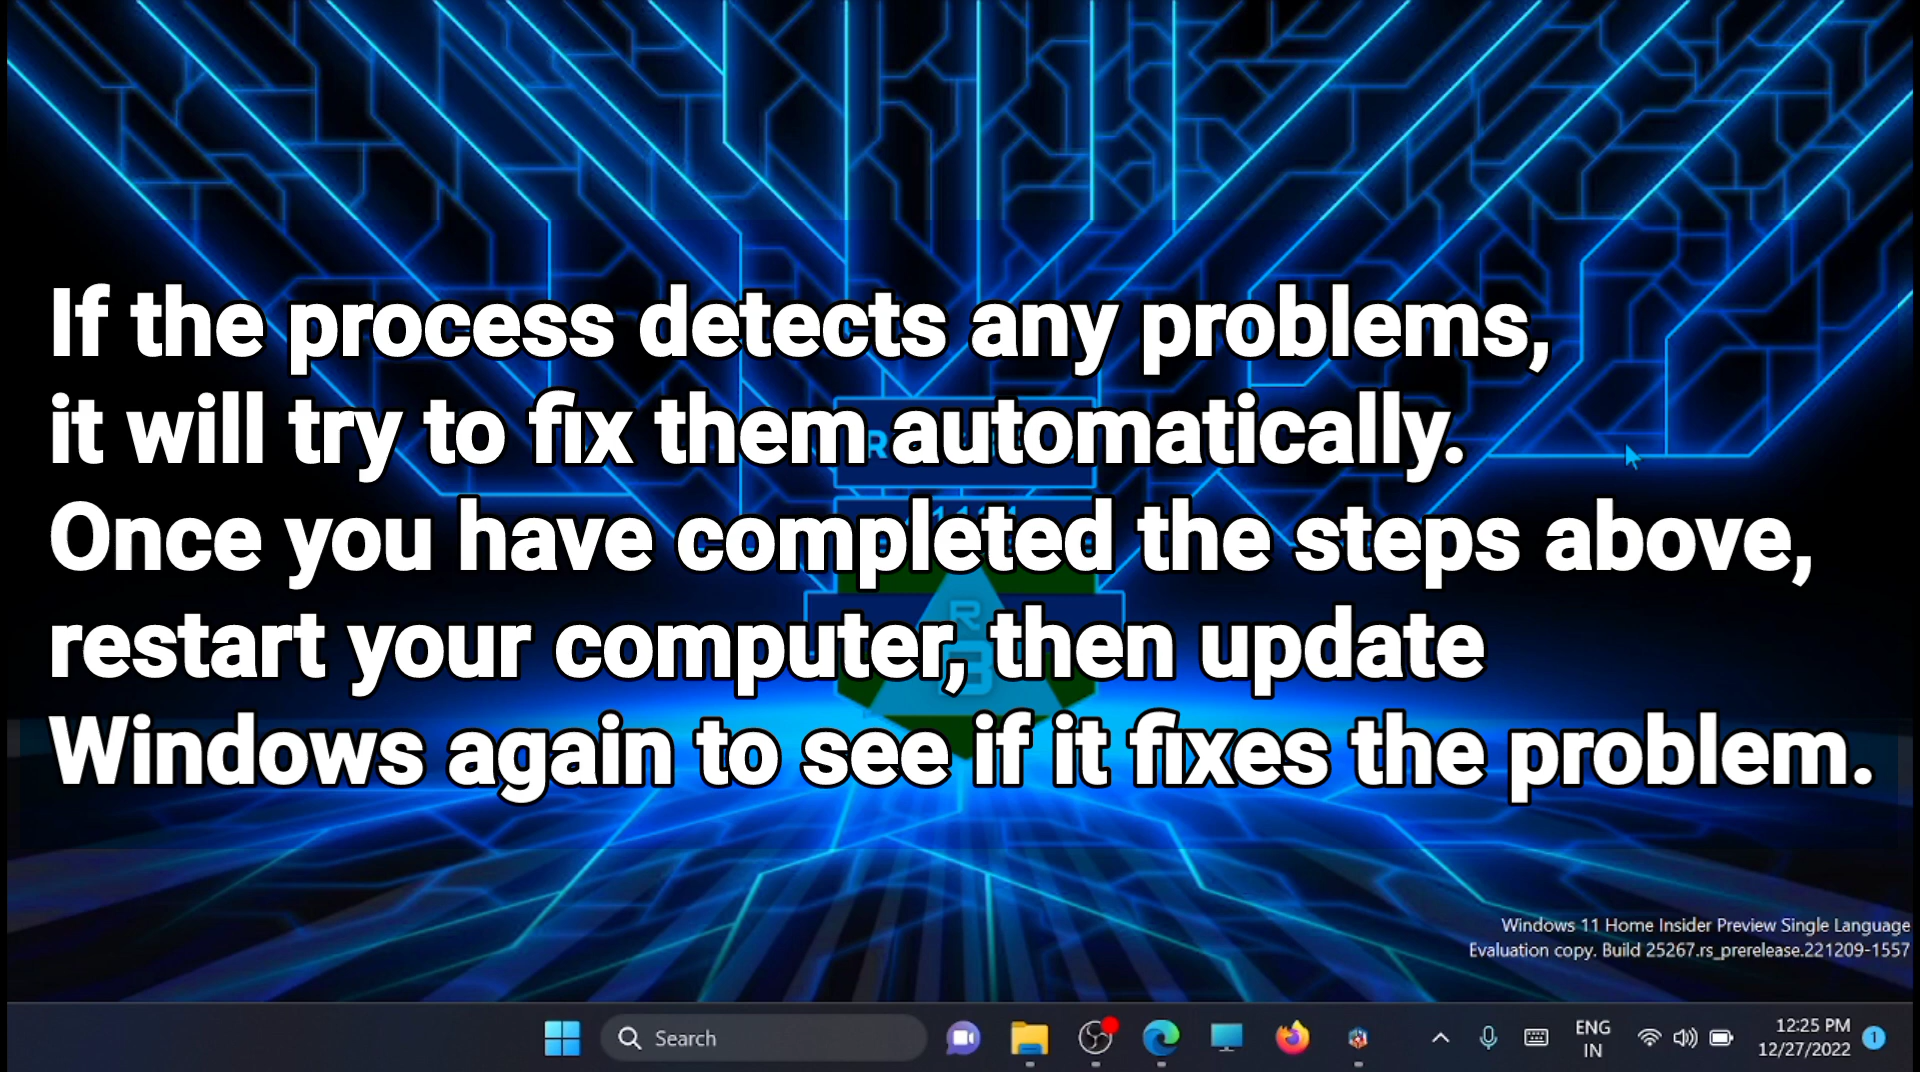 If the process detects any problems,
it will try to fix them automatically.
Once you have completed the steps above,
restart your computer, then update
Windows again to see if it fixes the problem.
Windows 11 Home Insider Preview Single Language
Evaluation copy. Build 25267.rs_prerelease.221209-1557
Search
ENG
IN
12:25 PM
12/27/2022
1